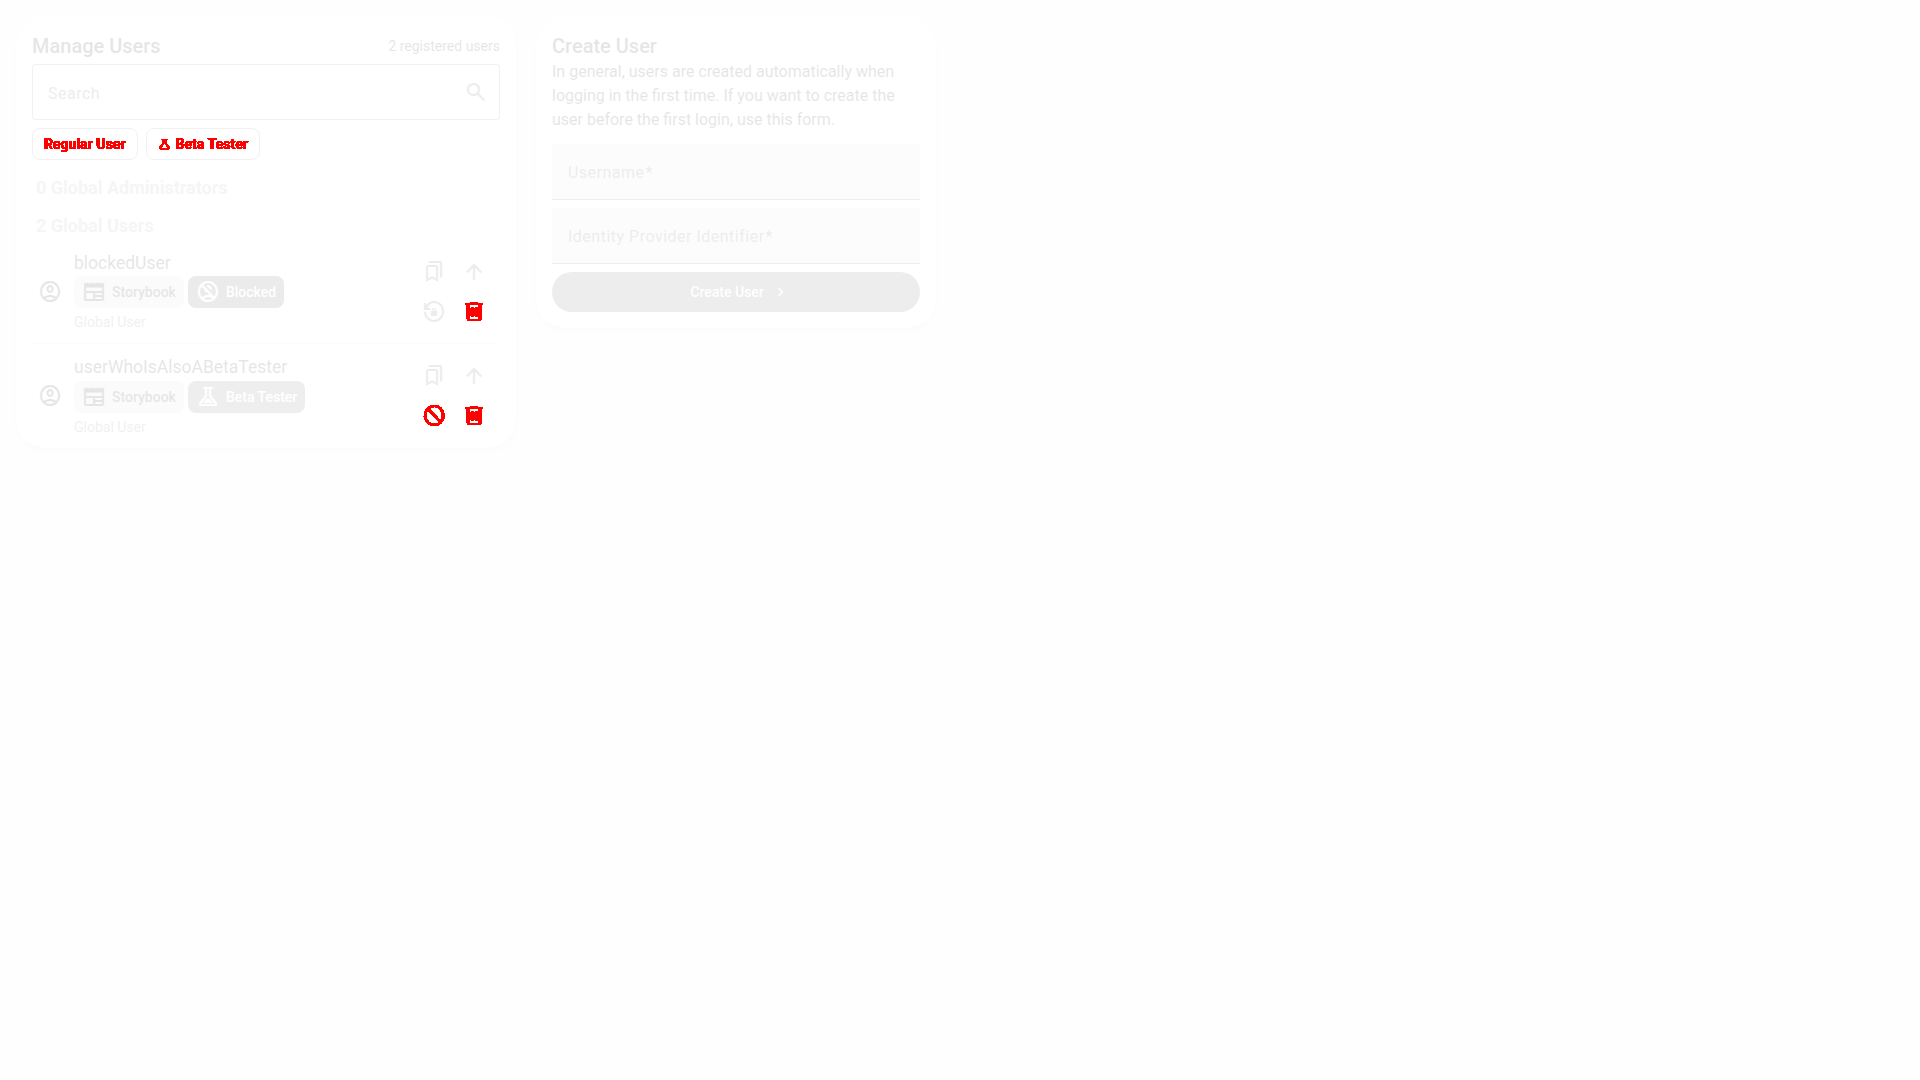 Manage Users
2 registered users
Search
Regular User
Beta Tester
0 Global Administrators
2 Global Users
blockedUser
Storybook
Blocked
Global User
userWhoIsAlsoABetaTester
Storybook
Beta Tester
Global User
Create User
In general, users are created automatically when
logging in the first time. If you want to create the
user before the first login, use this form.
Username*
Identity Provider Identifier*
Create User